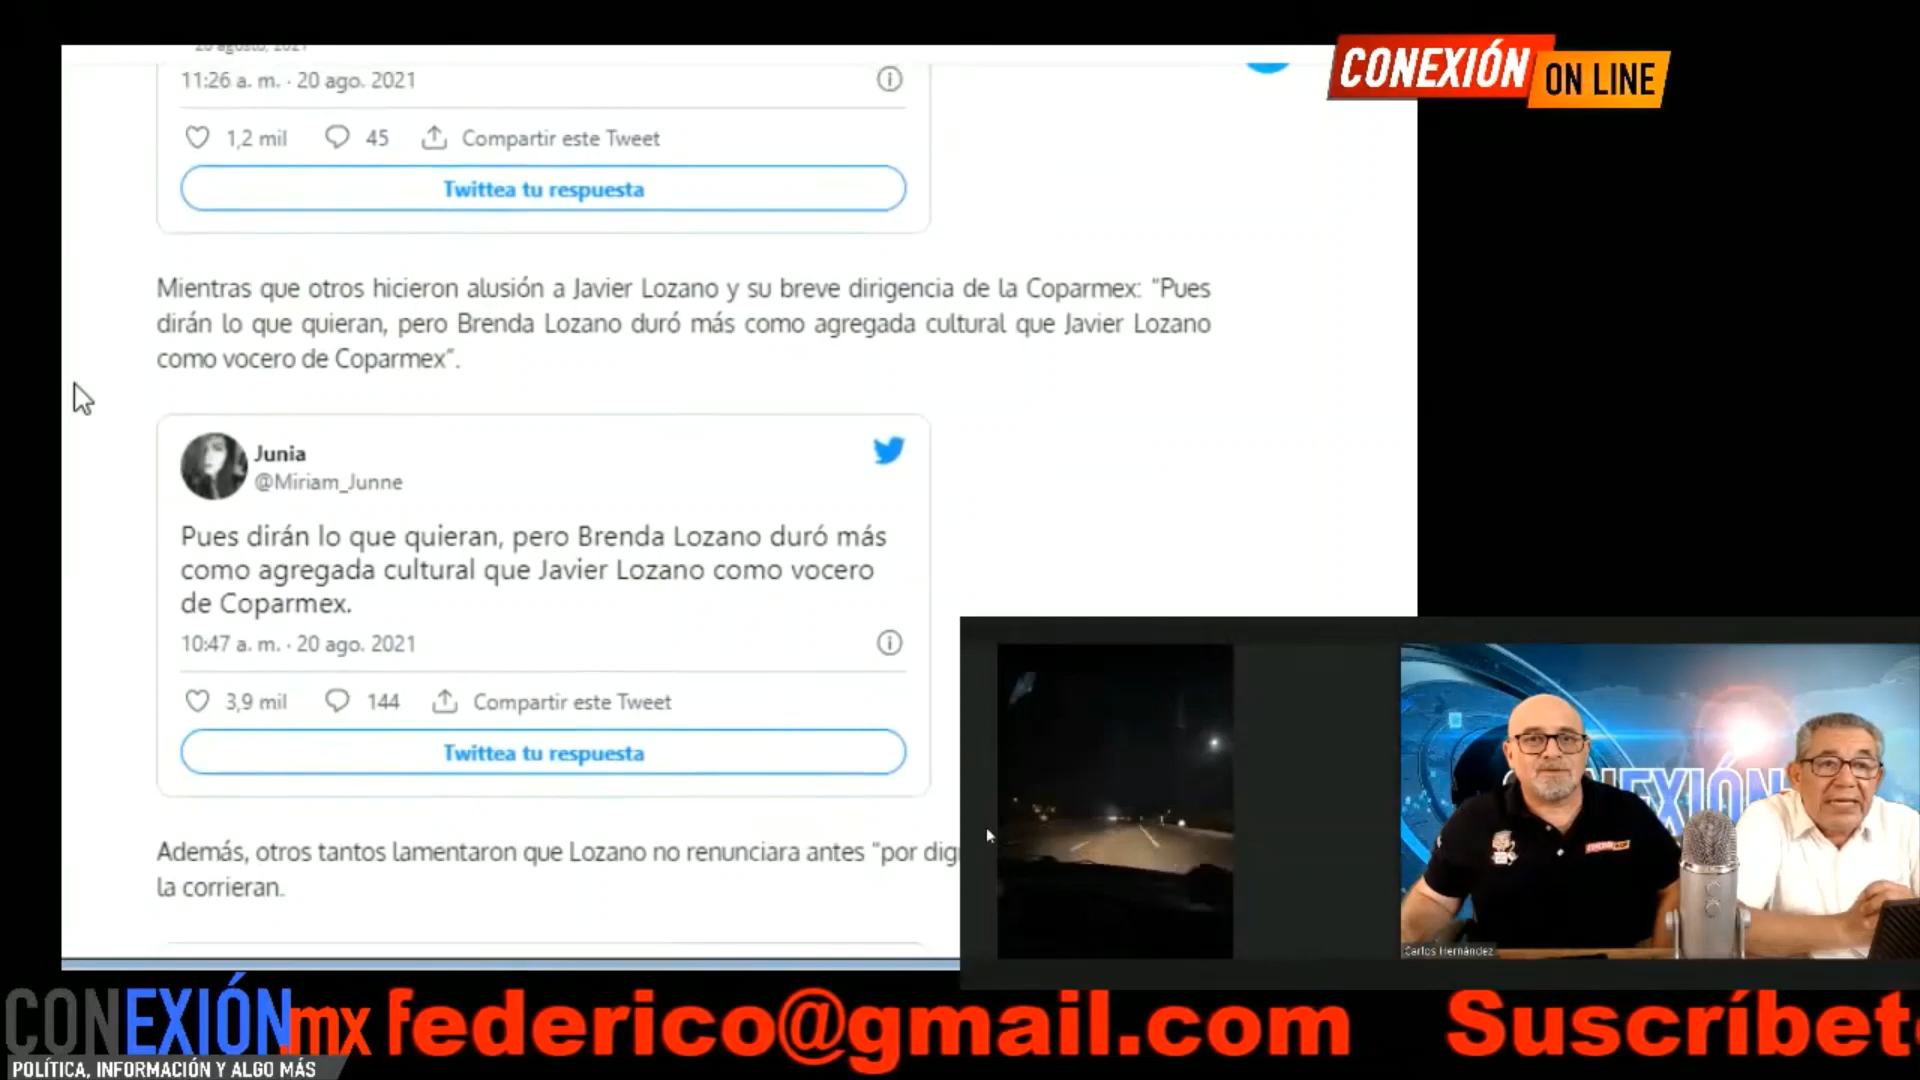 20 agosto, 2021
11:26 a. m. · 20 ago. 2021
1,2 mil 45 Compartir este Tweet
Twittea tu respuesta
CONEXIÓN ON LINE
Mientras que otros hicieron alusión a Javier Lozano y su breve dirigencia de la Coparmex: “Pues
dirán lo que quieran, pero Brenda Lozano duró más como agregada cultural que Javier Lozano
como vocero de Coparmex”.
Junia
@Miriam_Junne
Pues dirán lo que quieran, pero Brenda Lozano duró más
como agregada cultural que Javier Lozano como vocero
de Coparmex.
10:47 a. m. · 20 ago. 2021
3,9 mil 144 Compartir este Tweet
Twittea tu respuesta
Además, otros tantos lamentaron que Lozano no renunciara antes “por dig
la corrieran.
Carlos Hernández
CONEXIÓN.mx federico@gmail.com Suscríbet
POLÍTICA, INFORMACIÓN Y ALGO MÁS